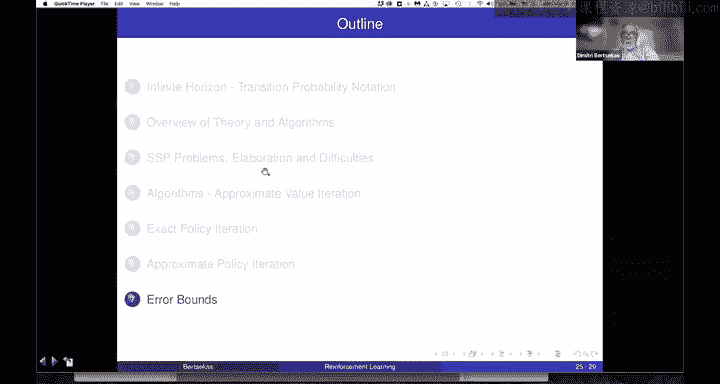 QuickTime Player File Edit View Window Help
Outline
Dimitri Bertsekas
Infinite Horizon - Transition Probability Notation
Overview of Theory and Algorithms
SSP Problems: Elaboration and Difficulties
Algorithms - Approximate Value Iteration
Exact Policy Iteration
Approximate Policy Iteration
Error Bounds
25 / 29
Bertsekas Reinforcement Learning